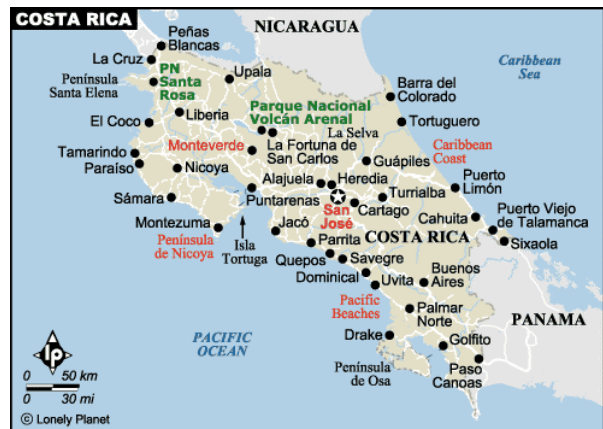 COSTA RICA
NICARAGUA
Peñas
Blancas
La Cruz
PN
Santa
Rosa
Península
Santa Elena
Upala
Caribbean
Sea
Barra del
Colorado
Parque Nacional
Volcán Arenal
Tortuguero
El Coco
Liberia
La Selva
Monteverde
La Fortuna de
San Carlos
Caribbean
Coast
Tamarindo
Paraíso
Nicoya
Guápiles
Alajuela
Heredia
Puerto
Limón
Sámara
Puntarenas
San
José
Cartago
Turrialba
Cahuita
Puerto Viejo
de Talamanca
Montezuma
Jacó
Península
de Nicoya
Isla
Tortuga
Parrita
COSTA RICA
Sixaola
Quepos
Savegre
Dominical
Uvita
Buenos
Aires
Pacific
Beaches
Palmar
Norte
PANAMA
PACIFIC
OCEAN
Drake
Golfito
Península
de Osa
Paso
Canoas
lp
0 50 km
0 30 mi
© Lonely Planet